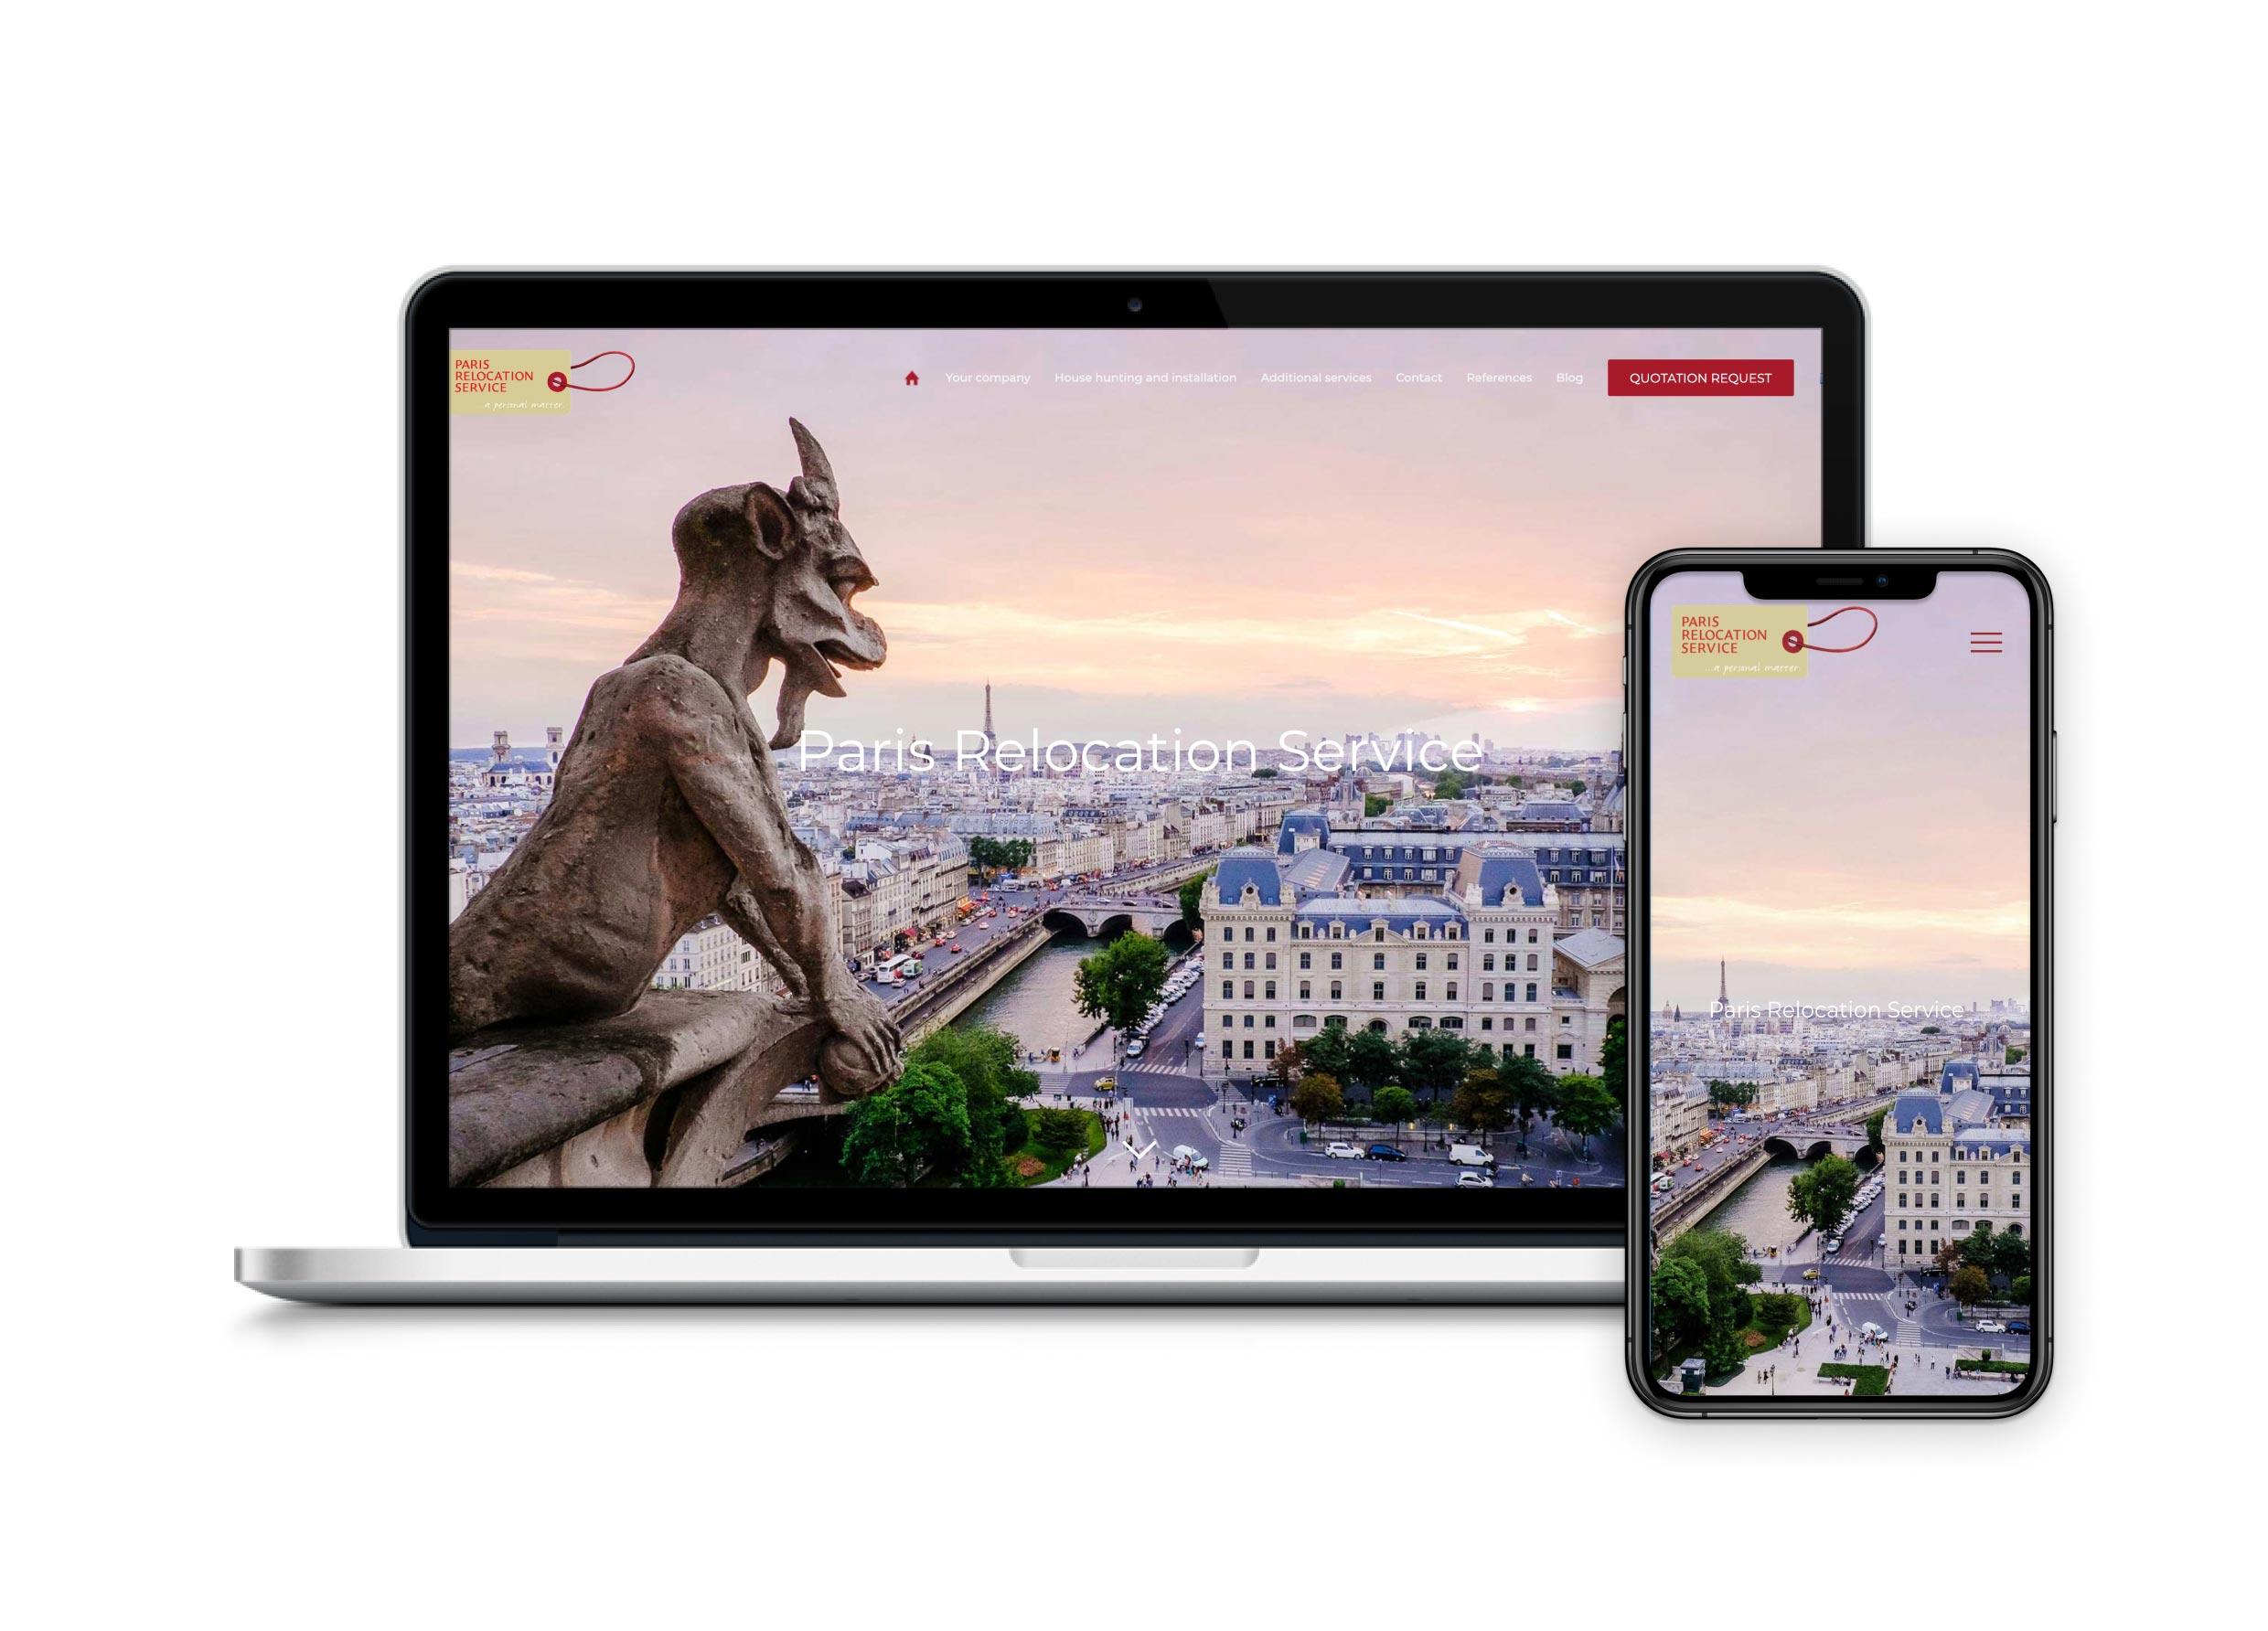 PARIS
RELOCATION
SERVICE
...a personal matter.
Your company House hunting and installation Additional services Contact References Blog QUOTATION REQUEST
Paris Relocation Service
PARIS
RELOCATION
SERVICE
...a personal matter.
Paris Relocation Service